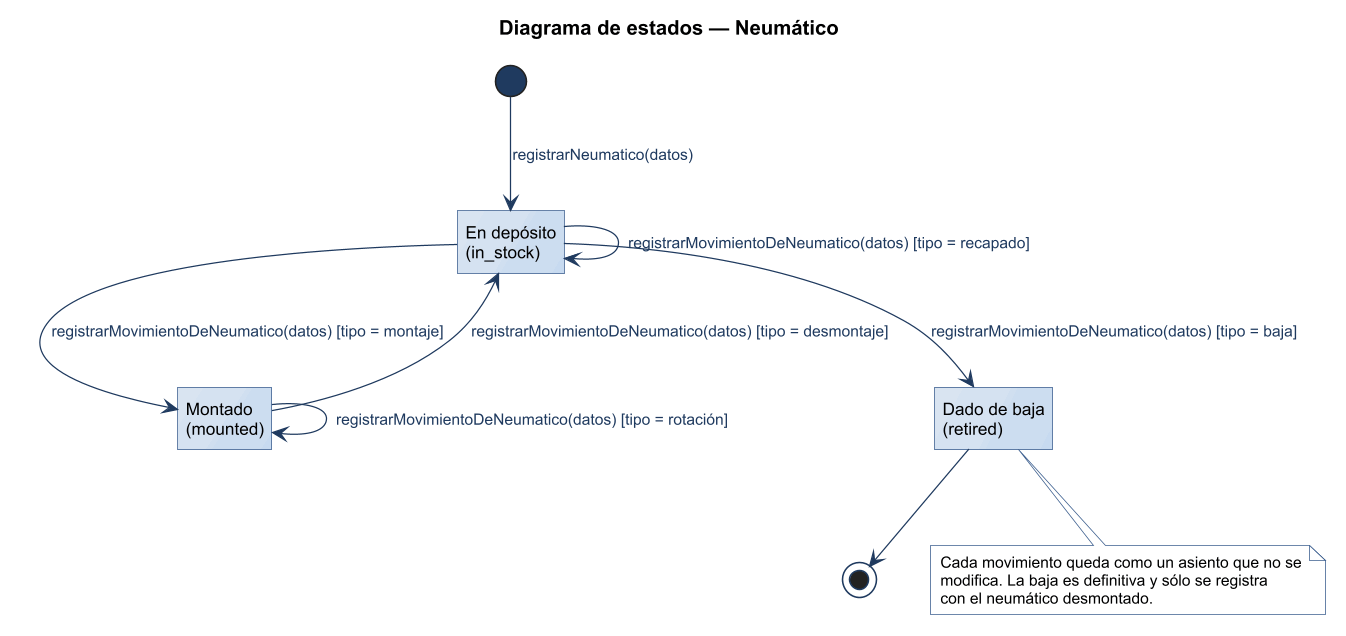 Diagrama de estados — Neumático
registrarNeumatico(datos)
En depósito
(in_stock)
registrarMovimientoDeNeumatico(datos) [tipo = recapado]
registrarMovimientoDeNeumatico(datos) [tipo = montaje]
registrarMovimientoDeNeumatico(datos) [tipo = desmontaje]
registrarMovimientoDeNeumatico(datos) [tipo = baja]
Montado
(mounted)
registrarMovimientoDeNeumatico(datos) [tipo = rotación]
Dado de baja
(retired)
Cada movimiento queda como un asiento que no se
modifica. La baja es definitiva y sólo se registra
con el neumático desmontado.